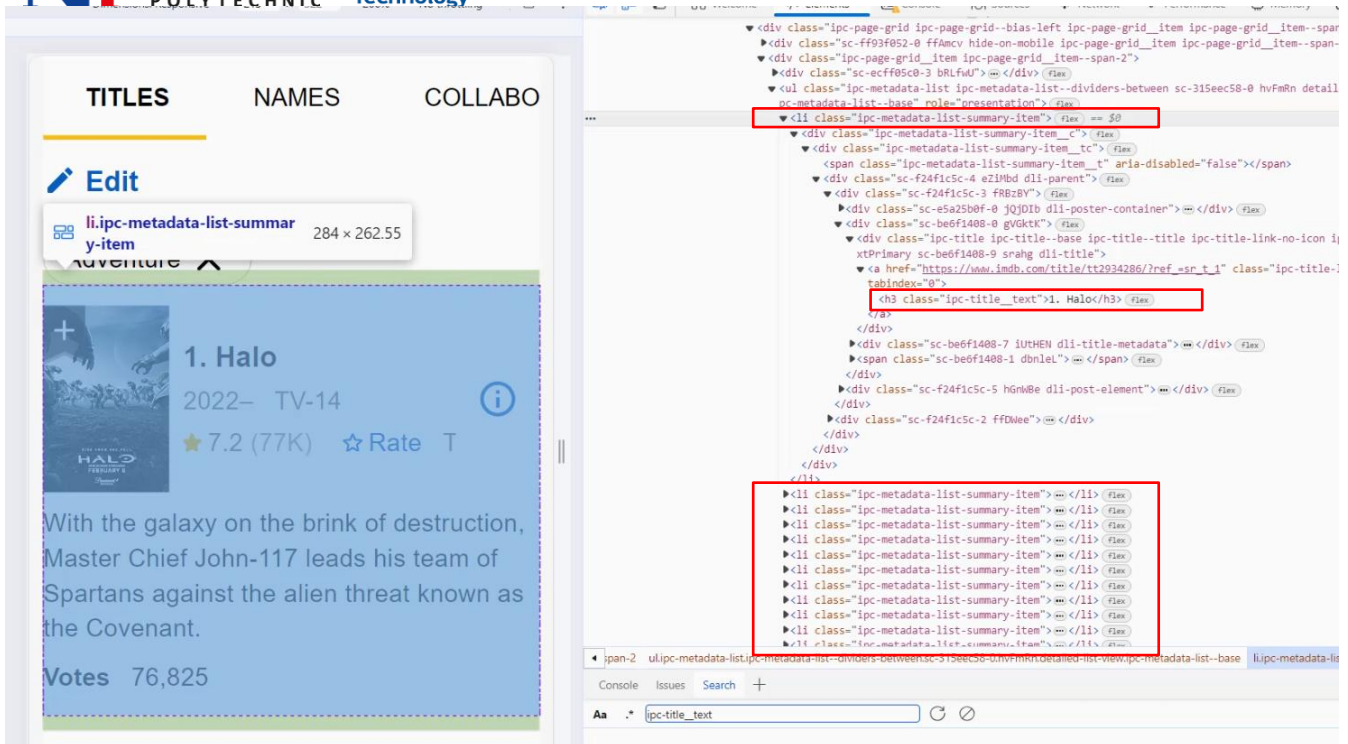 POLYTECHNIC Technology
TITLES NAMES COLLABO
Edit
li.ipc-metadata-list-summar
y-item
284 × 262.55
Adventure
1. Halo
2022– TV-14
7.2 (77K) Rate T
HALO
FEBRUARY
With the galaxy on the brink of destruction,
Master Chief John-117 leads his team of
Spartans against the alien threat known as
the Covenant.
Votes 76,825
▼<div class="ipc-page-grid ipc-page-grid--bias-left ipc-page-grid__item ipc-page-grid__item--span
▶<div class="sc-ff93f052-0 ffAmcv hide-on-mobile ipc-page-grid__item ipc-page-grid__item--span-
▼<div class="ipc-page-grid__item ipc-page-grid__item--span-2">
▶<div class="sc-ecff05c0-3 bRLfwU">…</div> flex
▼<ul class="ipc-metadata-list ipc-metadata-list--dividers-between sc-315eec58-0 hvFmRn detail
pc-metadata-list--base" role="presentation"> flex
… ▼<li class="ipc-metadata-list-summary-item"> flex == $0
▼<div class="ipc-metadata-list-summary-item__c"> flex
▼<div class="ipc-metadata-list-summary-item__tc"> flex
<span class="ipc-metadata-list-summary-item__t" aria-disabled="false"></span>
▼<div class="sc-f24f1c5c-4 eZiMbd dli-parent"> flex
▼<div class="sc-f24f1c5c-3 fRBzBY"> flex
▶<div class="sc-e5a25b0f-0 jQjDIb dli-poster-container">…</div> flex
▼<div class="sc-be6f1408-0 gVGktK"> flex
▼<div class="ipc-title ipc-title--base ipc-title--title ipc-title-link-no-icon ip
xtPrimary sc-be6f1408-9 srahg dli-title">
▼<a href="https://www.imdb.com/title/tt2934286/?ref_=sr_t_1" class="ipc-title-l
tabindex="0">
<h3 class="ipc-title__text">1. Halo</h3> flex
</a>
</div>
▶<div class="sc-be6f1408-7 iUtHEN dli-title-metadata">…</div> flex
▶<span class="sc-be6f1408-1 dbnleL">…</span> flex
</div>
▶<div class="sc-f24f1c5c-5 hGnWBe dli-post-element">…</div> flex
</div>
▶<div class="sc-f24f1c5c-2 ffDWee">…</div>
</div>
</div>
</div>
</li>
▶<li class="ipc-metadata-list-summary-item">…</li> flex
▶<li class="ipc-metadata-list-summary-item">…</li> flex
▶<li class="ipc-metadata-list-summary-item">…</li> flex
▶<li class="ipc-metadata-list-summary-item">…</li> flex
▶<li class="ipc-metadata-list-summary-item">…</li> flex
▶<li class="ipc-metadata-list-summary-item">…</li> flex
▶<li class="ipc-metadata-list-summary-item">…</li> flex
▶<li class="ipc-metadata-list-summary-item">…</li> flex
▶<li class="ipc-metadata-list-summary-item">…</li> flex
▶<li class="ipc-metadata-list-summary-item">…</li> flex
▶<li class="ipc-metadata-list-summary-item">…</li> flex
span-2 ul.ipc-metadata-list.ipc-metadata-list--dividers-between.sc-315eec58-0.hvFmRn.detailed-list-view.ipc-metadata-list--base li.ipc-metadata-lis
Console Issues Search
Aa .* ipc-title__text